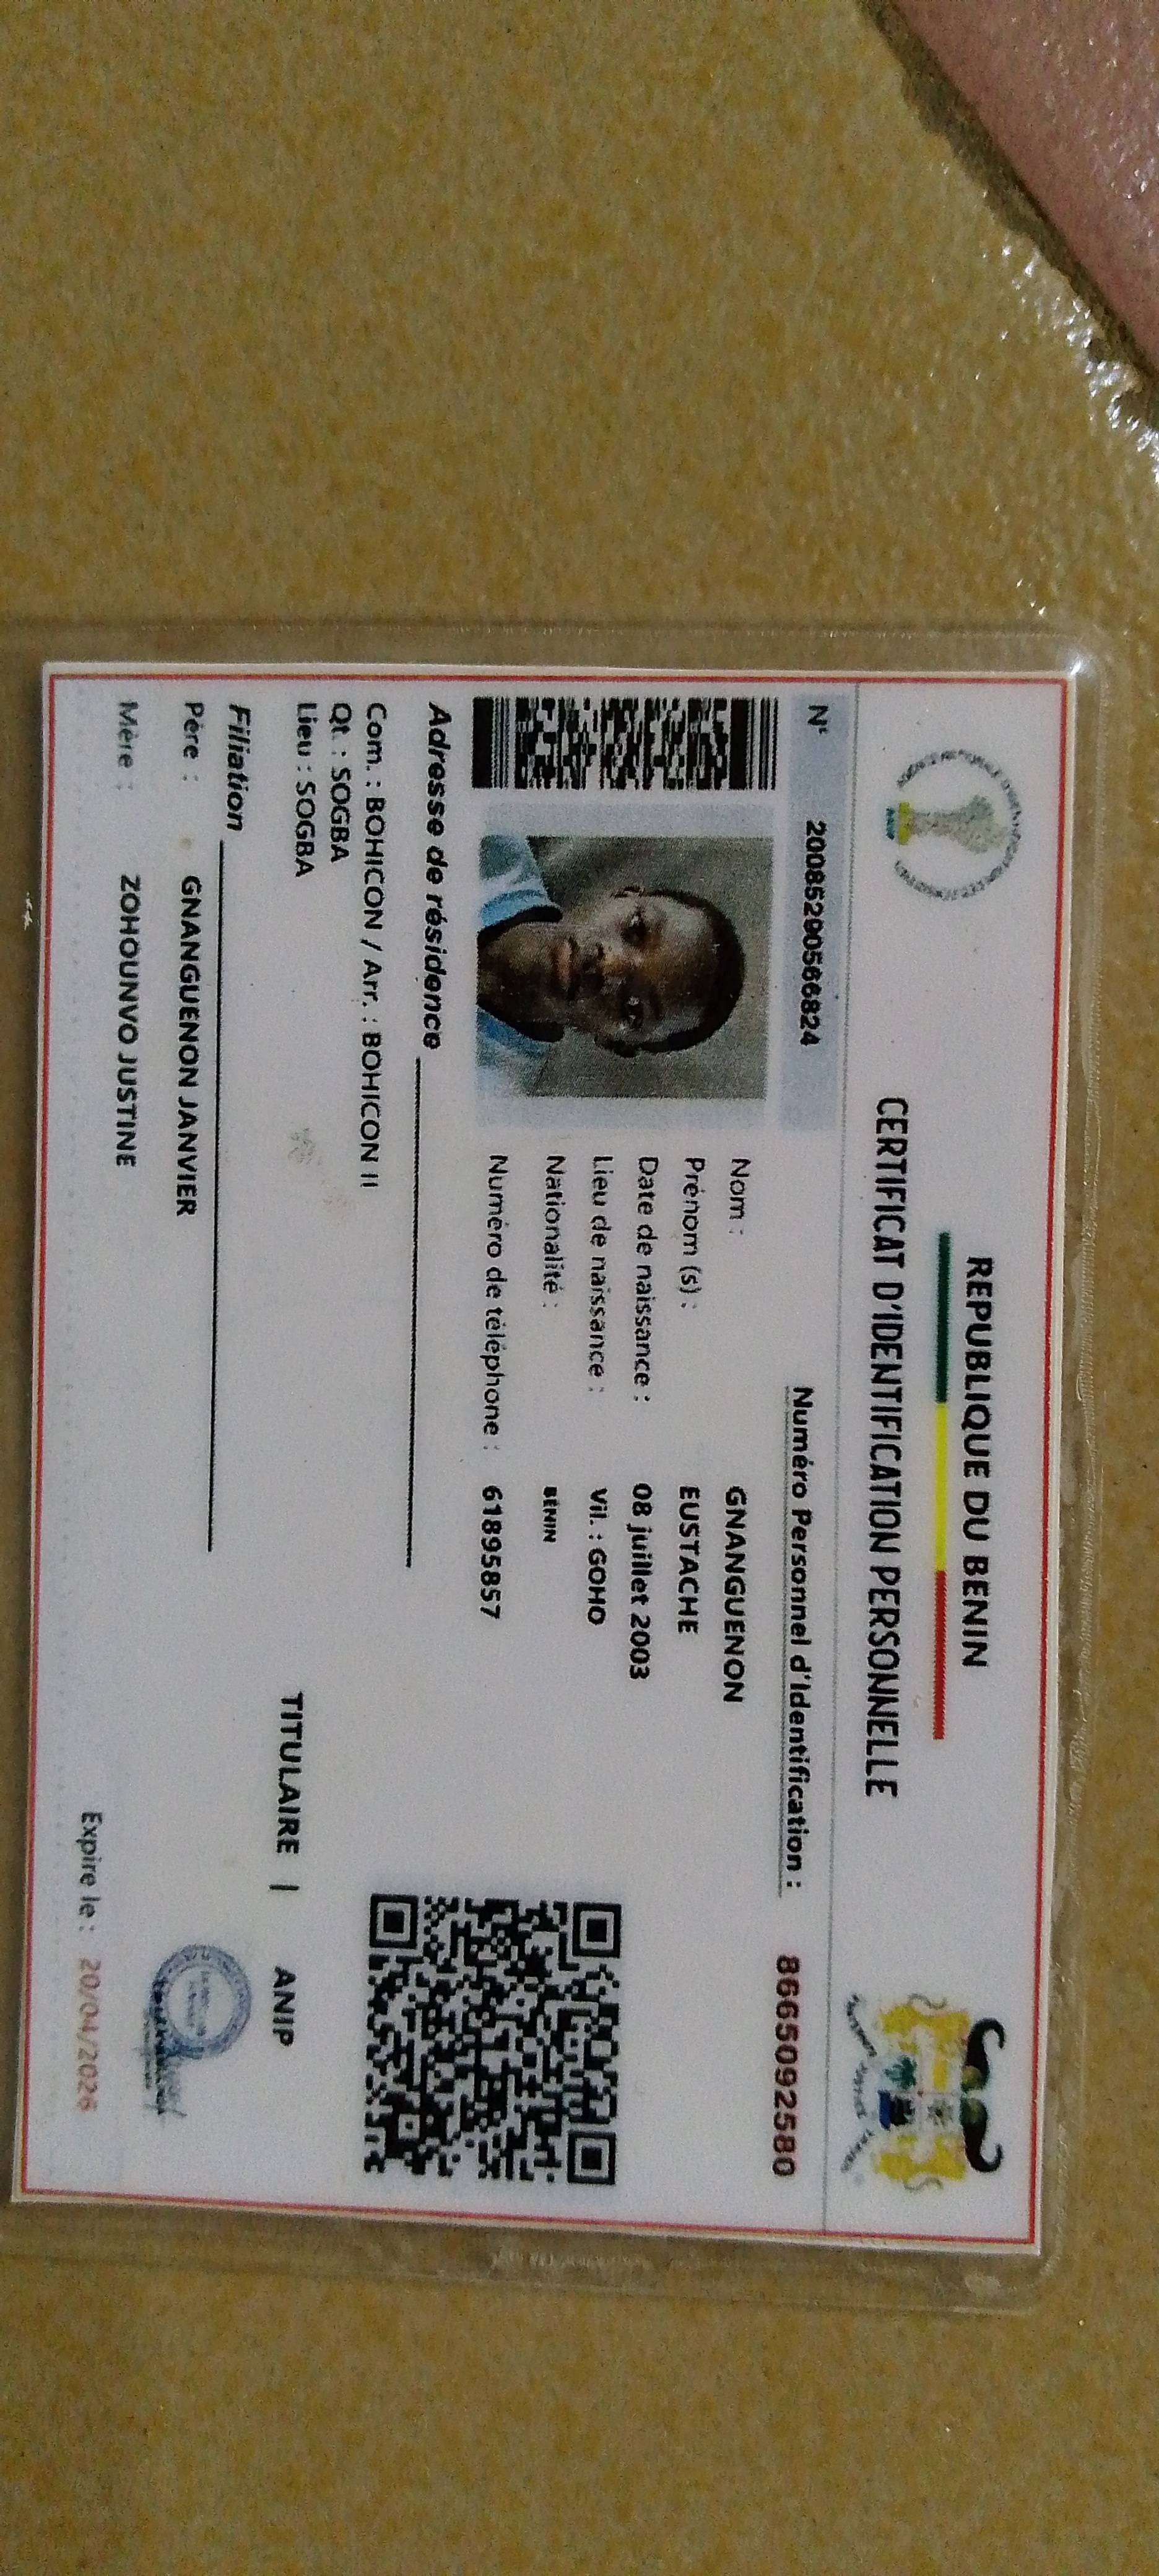 REPUBLIQUE DU BENIN
CERTIFICAT D'IDENTIFICATION PERSONNELLE
N° 20085290566824
Numéro Personnel d'Identification : 8665092580
Nom : GNANGUENON
Prénom (s) : EUSTACHE
Date de naissance : 08 juillet 2003
Lieu de naissance : Vil. : GOHO
Nationalité : BÉNIN
Numéro de téléphone : 61895857
Adresse de résidence
Com. : BOHICON / Arr. : BOHICON II
Qt. : SOGBA
Lieu : SOGBA
TITULAIRE | ANIP
Filiation
Père : GNANGUENON JANVIER
Mère : ZOHOUNVO JUSTINE
Expire le : 20/04/2026